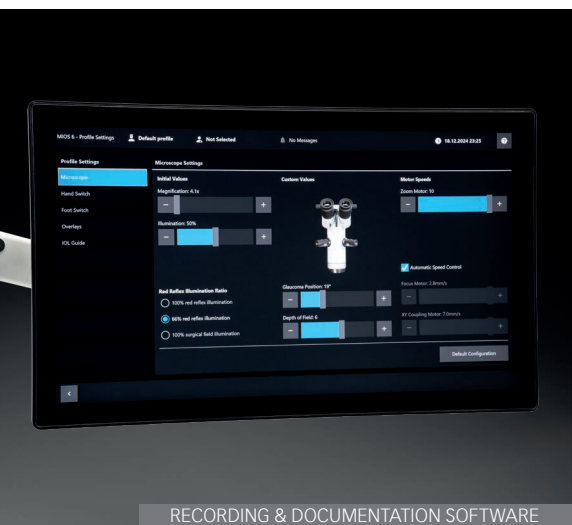 MIOS 6 - Profile Settings
Default profile
Not Selected
No Messages
18.12.2024 23:25
Profile Settings
Microscope
Hand Switch
Foot Switch
Overlays
IOL Guide
Microscope Settings
Initial Values
Magnification: 4.1x
Illumination: 50%
Red Reflex Illumination Ratio
100% red reflex illumination
66% red reflex illumination
100% surgical field illumination
Custom Values
Glaucoma Position: 19°
Depth of Field: 6
Motor Speeds
Zoom Motor: 10
Automatic Speed Control
Focus Motor: 2.8mm/s
XY Coupling Motor: 7.0mm/s
Default Configuration
RECORDING & DOCUMENTATION SOFTWARE